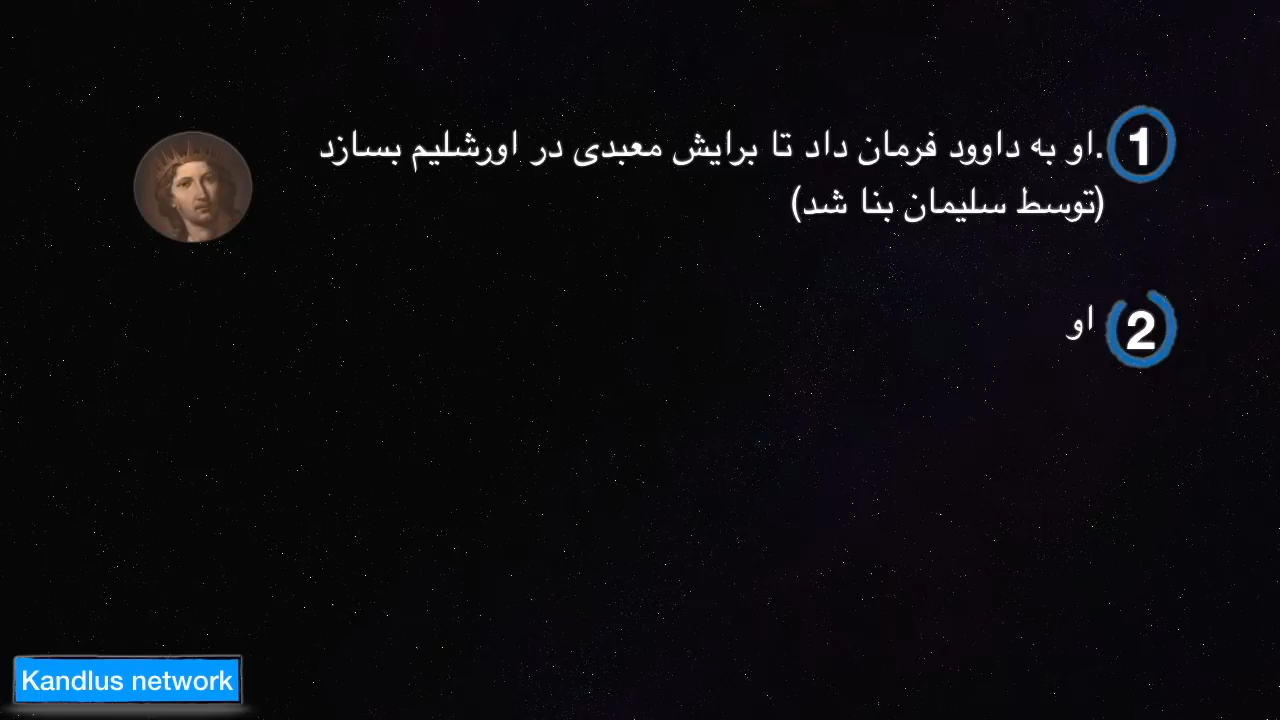 1
.او به داوود فرمان داد تا برایش معبدی در اورشلیم بسازد
(توسط سلیمان بنا شد)
2
او
Kandlus network